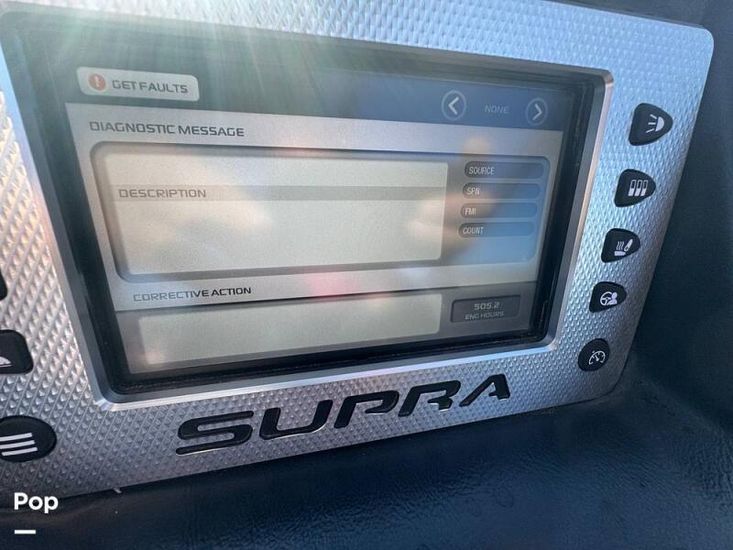 GET FAULTS
NONE
DIAGNOSTIC MESSAGE
SOURCE
DESCRIPTION
SPN
FMI
COUNT
CORRECTIVE ACTION
505.2
ENG HOURS
SUPRA
Pop